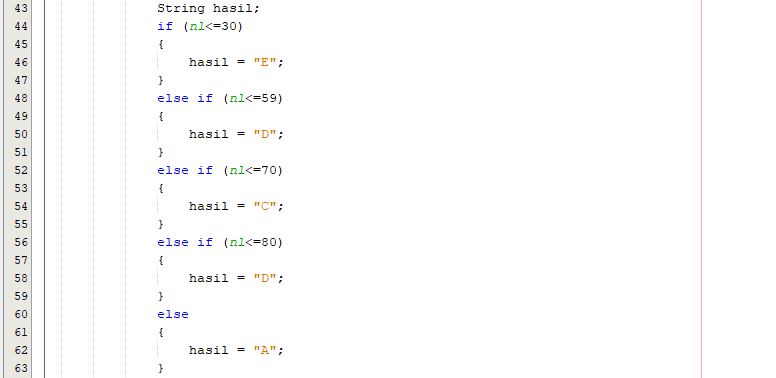 43 String hasil;
44 if (nl<=30)
45 {
46 hasil = "E";
47 }
48 else if (nl<=59)
49 {
50 hasil = "D";
51 }
52 else if (nl<=70)
53 {
54 hasil = "C";
55 }
56 else if (nl<=80)
57 {
58 hasil = "D";
59 }
60 else
61 {
62 hasil = "A";
63 }